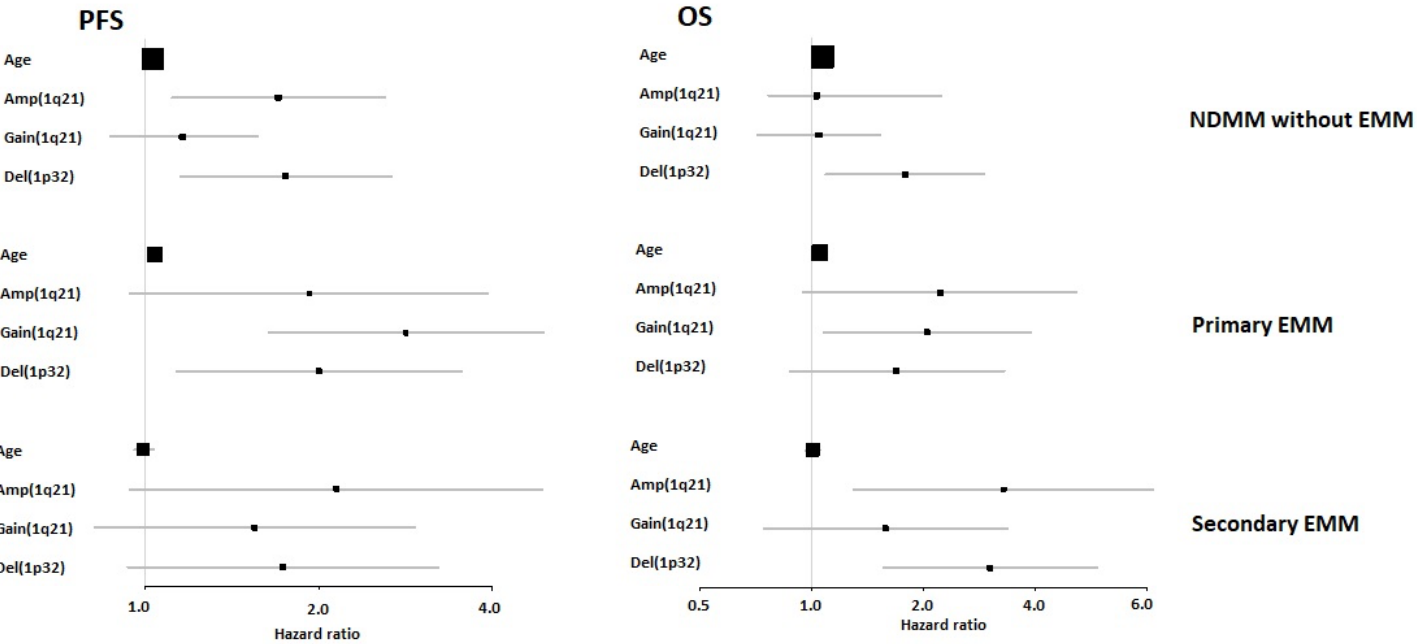 PFS
Age
Amp(1q21)
Gain(1q21)
Del(1p32)
Age
Amp(1q21)
Gain(1q21)
Del(1p32)
Age
Amp(1q21)
Gain(1q21)
Del(1p32)
1.0 2.0 4.0
Hazard ratio
OS
Age
Amp(1q21)
Gain(1q21)
Del(1p32)
Age
Amp(1q21)
Gain(1q21)
Del(1p32)
Age
Amp(1q21)
Gain(1q21)
Del(1p32)
0.5 1.0 2.0 4.0 6.0
Hazard ratio
NDMM without EMM
Primary EMM
Secondary EMM